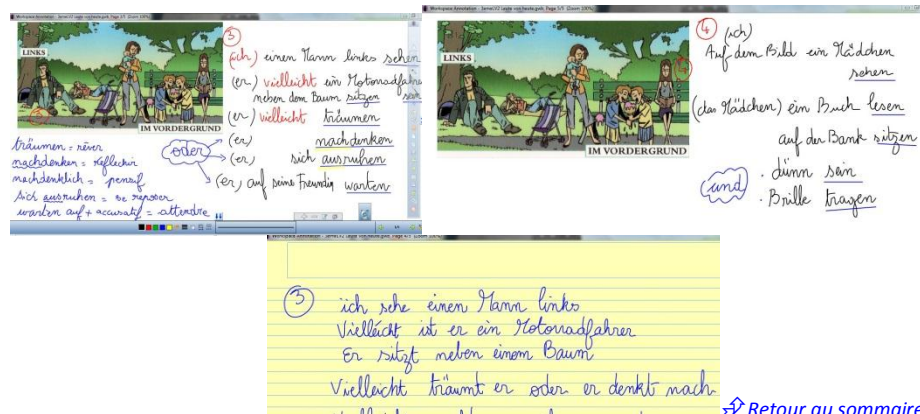 LINKS
IM VORDERGRUND
3
(ich) einen Mann links sehen
(er) vielleicht ein Motorradfahrer sein
neben dem Baum sitzen
(er) vielleicht träumen
oder
(er) nachdenken
(er) sich ausruhen
(er) auf seine Freundin warten
träumen = rêver
nachdenken = réfléchir
nachdenklich = pensif
sich ausruhen = se reposer
warten auf + accusatif = attendre
LINKS
IM VORDERGRUND
4
(ich)
Auf dem Bild ein Mädchen
sehen
(das Mädchen) ein Buch lesen
auf der Bank sitzen
und
. dünn sein
. Brille tragen
3
ich sehe einen Mann links
Vielleicht ist er ein Motorradfahrer
Er sitzt neben einem Baum
Vielleicht träumt er oder er denkt nach
Retour au sommaire